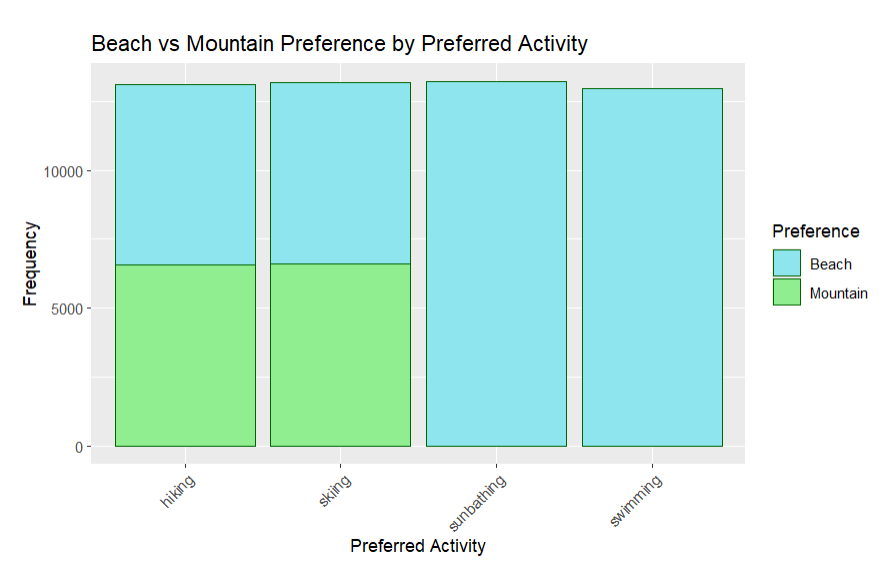 Beach vs Mountain Preference by Preferred Activity
Frequency
10000
5000
0
hiking
skiing
sunbathing
swimming
Preferred Activity
Preference
Beach
Mountain